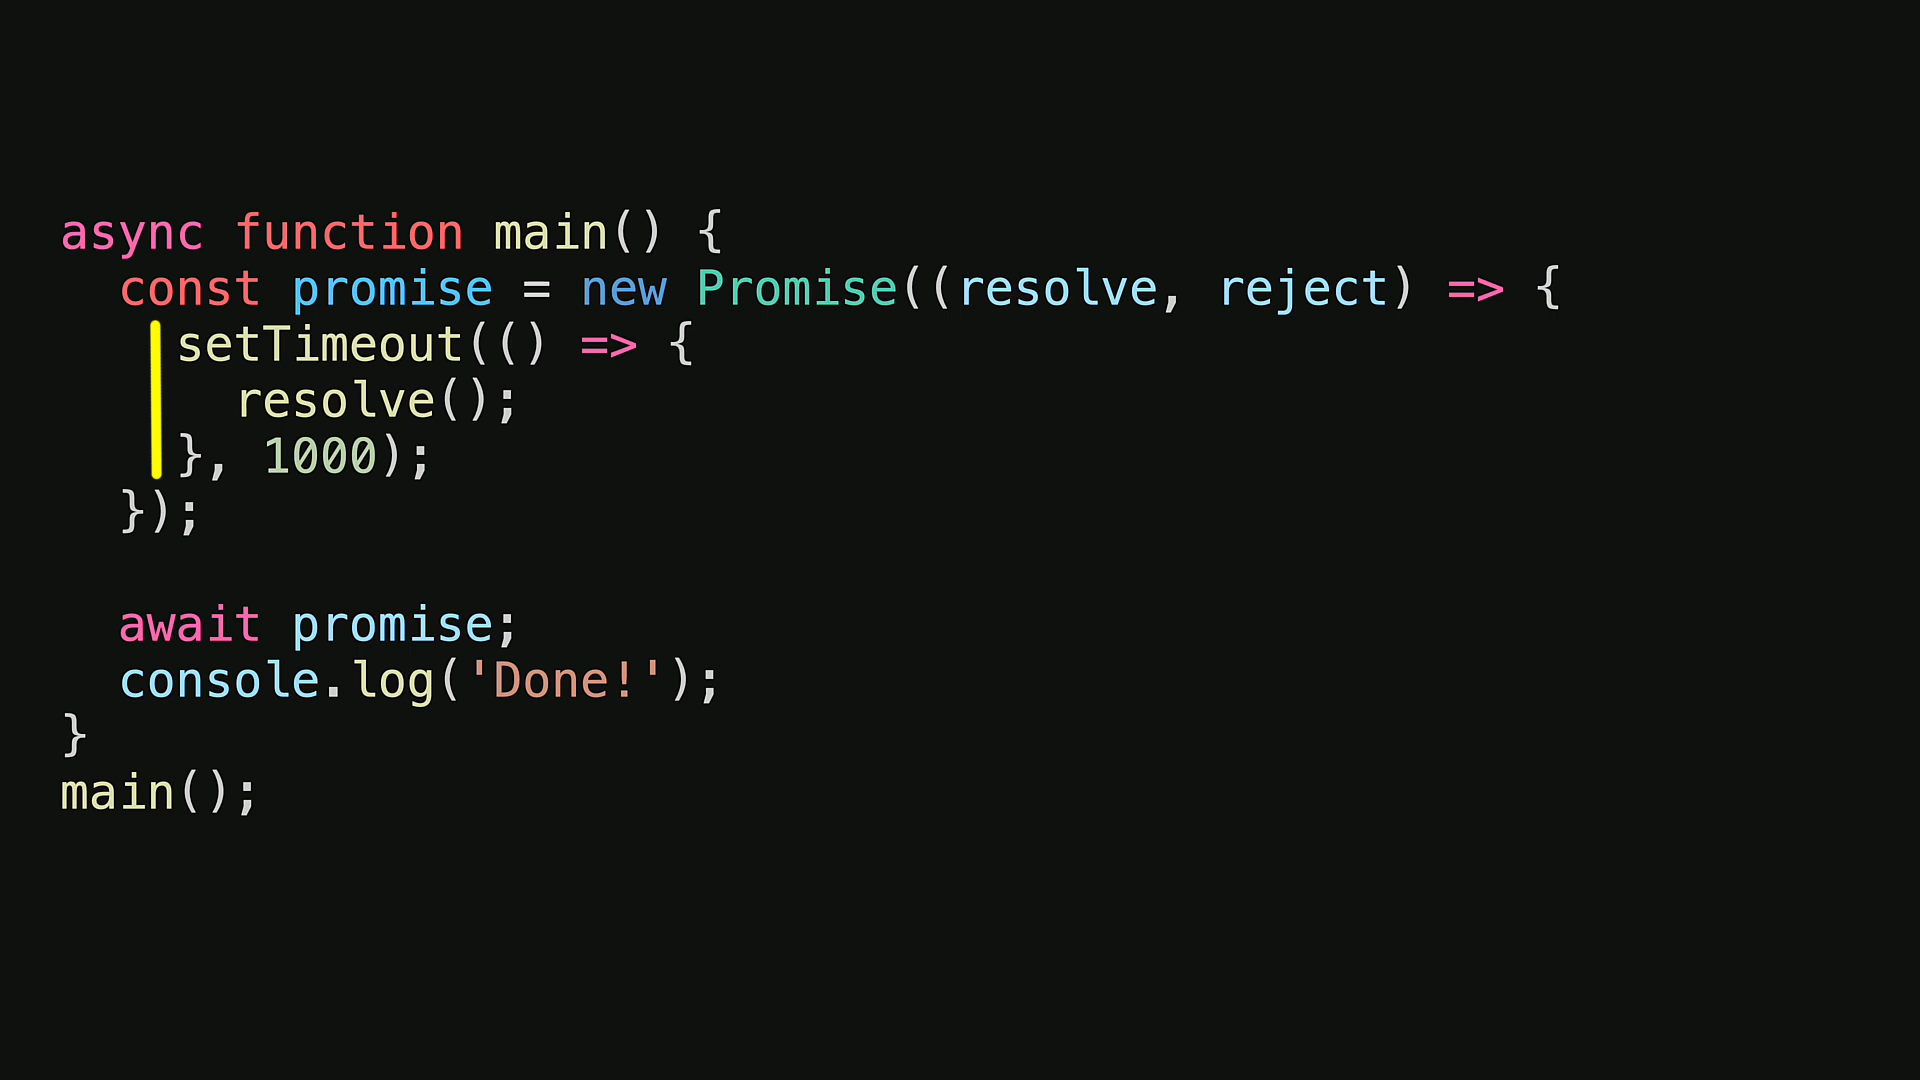 async function main() {
  const promise = new Promise((resolve, reject) => {
    setTimeout(() => {
      resolve();
    }, 1000);
  });

  await promise;
  console.log('Done!');
}
main();